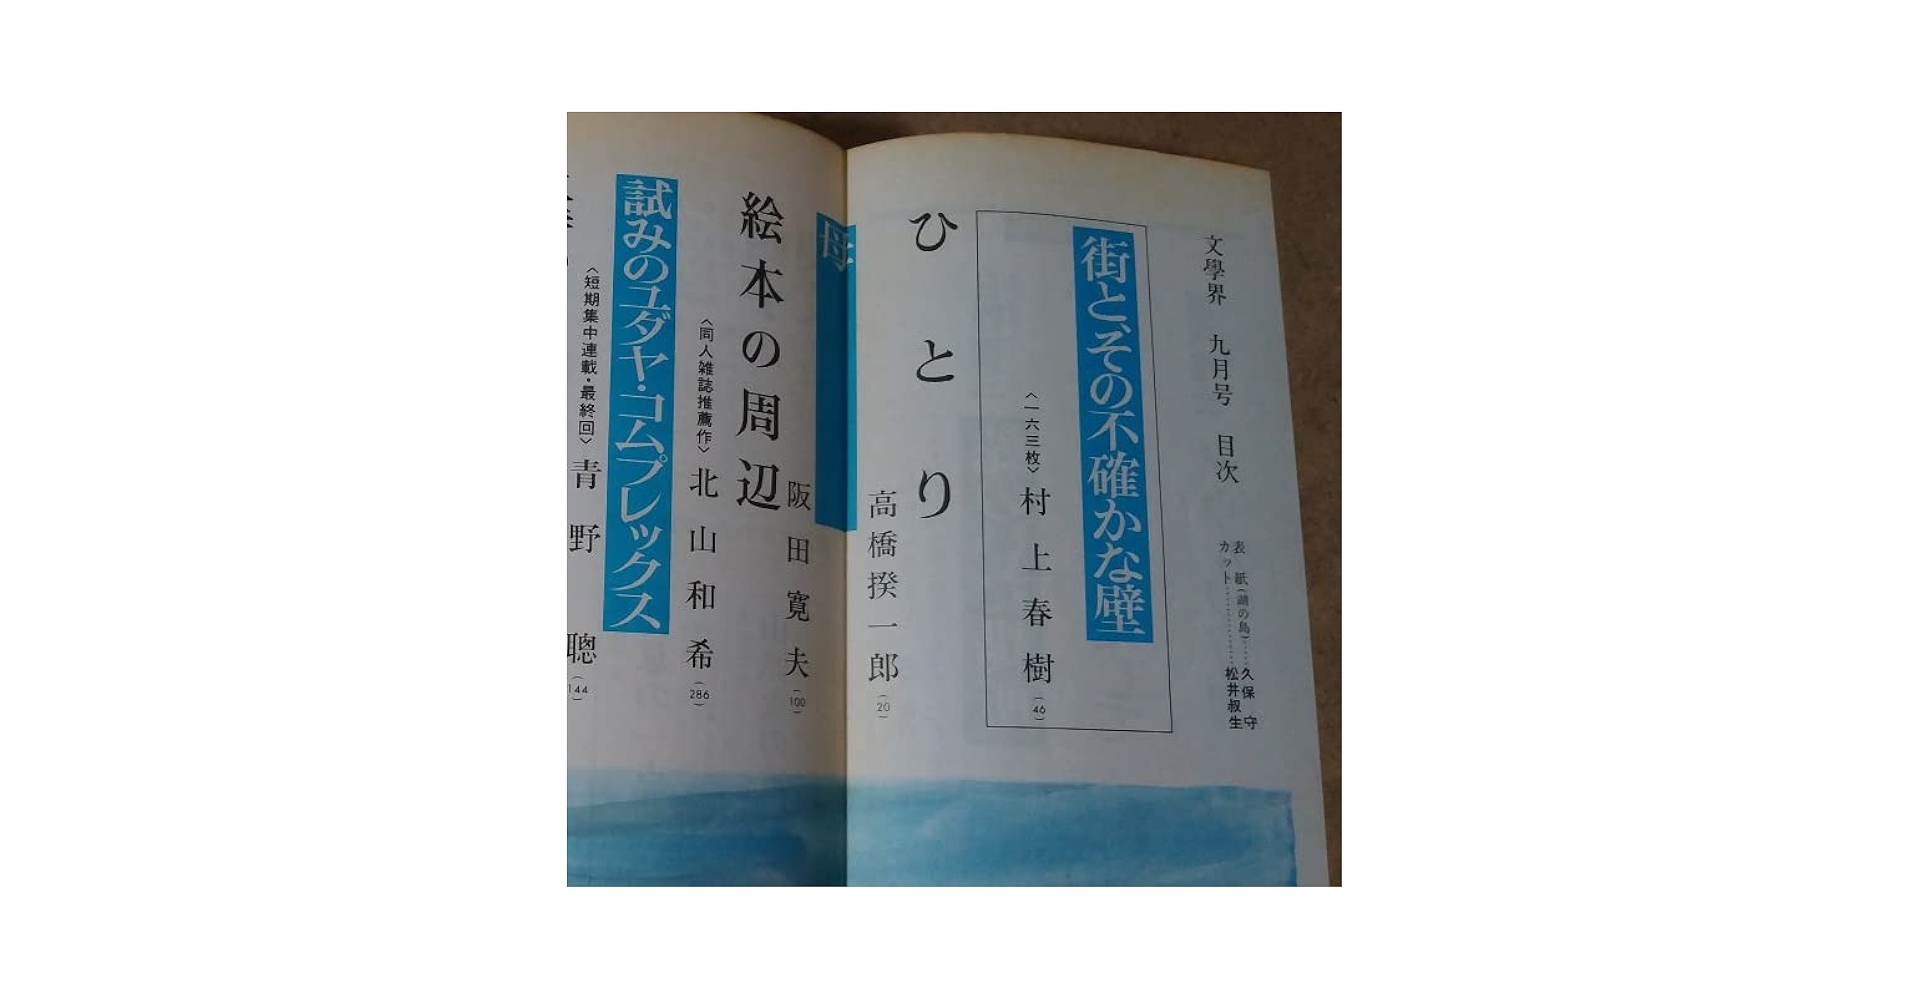 文學界 九月号 目次
表 紙(湖の島)……久保 守
カット…………松井叔生
街と、その不確かな壁
〈一六三枚〉村上春樹(46)
ひとり
高橋揆一郎(20)
母
阪田寛夫(100)
絵本の周辺
〈同人雑誌推薦作〉北山和希(286)
試みのユダヤ・コムプレックス
〈短期集中連載・最終回〉青野 聰(144)